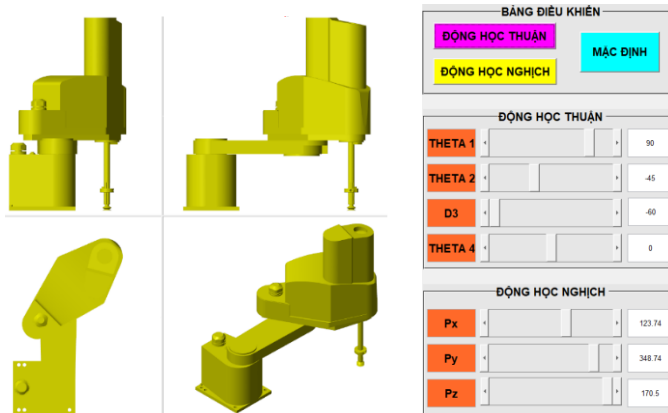 BẢNG ĐIỀU KHIỂN
ĐỘNG HỌC THUẬN
MẶC ĐỊNH
ĐỘNG HỌC NGHỊCH
ĐỘNG HỌC THUẬN
THETA 1 90
THETA 2 -45
D3 -60
THETA 4 0
ĐỘNG HỌC NGHỊCH
Px 123.74
Py 348.74
Pz 170.5